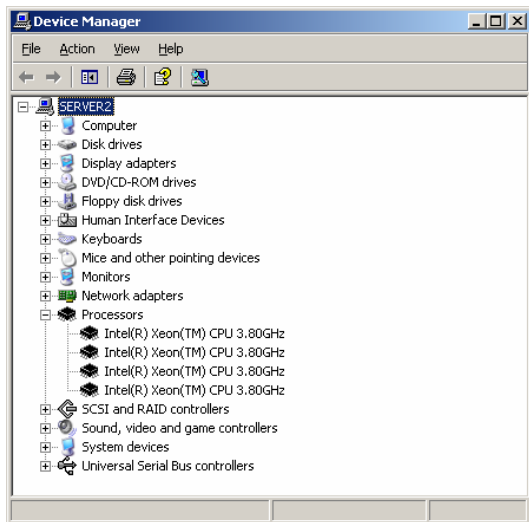 Device Manager
File Action View Help
SERVER2
Computer
Disk drives
Display adapters
DVD/CD-ROM drives
Floppy disk drives
Human Interface Devices
Keyboards
Mice and other pointing devices
Monitors
Network adapters
Processors
Intel(R) Xeon(TM) CPU 3.80GHz
Intel(R) Xeon(TM) CPU 3.80GHz
Intel(R) Xeon(TM) CPU 3.80GHz
Intel(R) Xeon(TM) CPU 3.80GHz
SCSI and RAID controllers
Sound, video and game controllers
System devices
Universal Serial Bus controllers